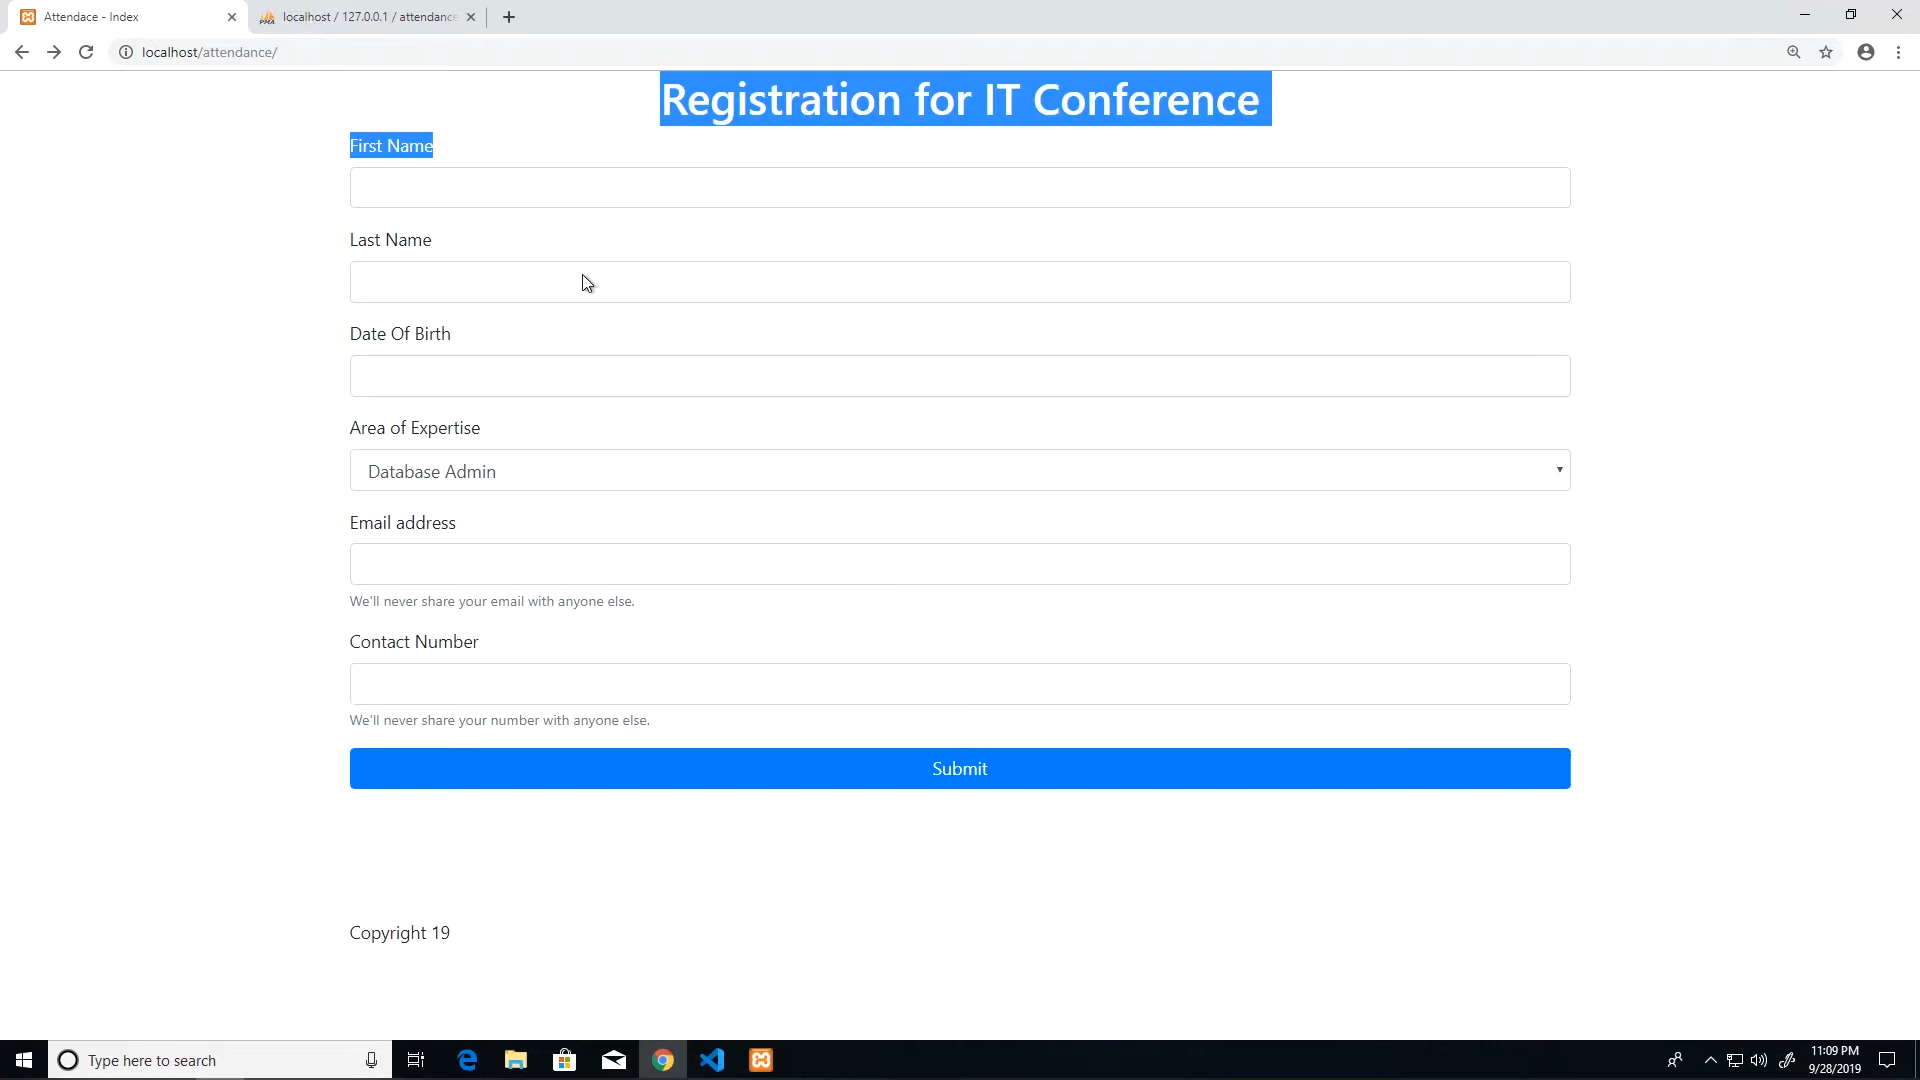 Attendace - Index
localhost / 127.0.0.1 / attendance
localhost/attendance/
Registration for IT Conference
First Name
Last Name
Date Of Birth
Area of Expertise
Database Admin
Email address
We'll never share your email with anyone else.
Contact Number
We'll never share your number with anyone else.
Submit
Copyright 19
Type here to search
11:09 PM
9/28/2019